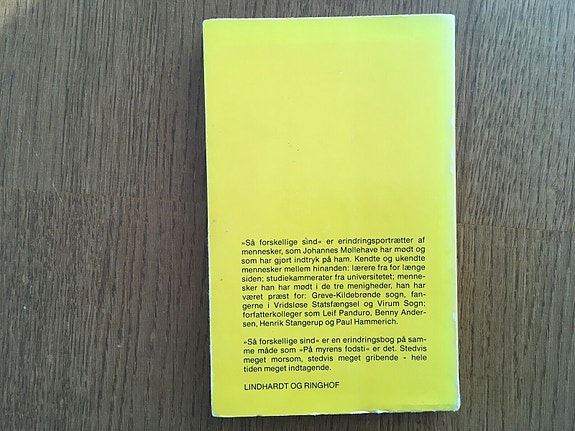 »Så forskellige sind« er erindringsportrætter af
mennesker, som Johannes Møllehave har mødt og
som har gjort indtryk på ham. Kendte og ukendte
mennesker mellem hinanden: lærere fra for længe
siden; studiekammerater fra universitetet; menne-
sker han har mødt i de tre menigheder, han har
været præst for: Greve-Kildebrønde sogn, fan-
gerne i Vridsløse Statsfængsel og Virum Sogn;
forfatterkolleger som Leif Panduro, Benny Ander-
sen, Henrik Stangerup og Paul Hammerich.
»Så forskellige sind« er en erindringsbog på sam-
me måde som »På myrens fodsti« er det. Stedvis
meget morsom, stedvis meget gribende - hele
tiden meget indtagende.
LINDHARDT OG RINGHOF